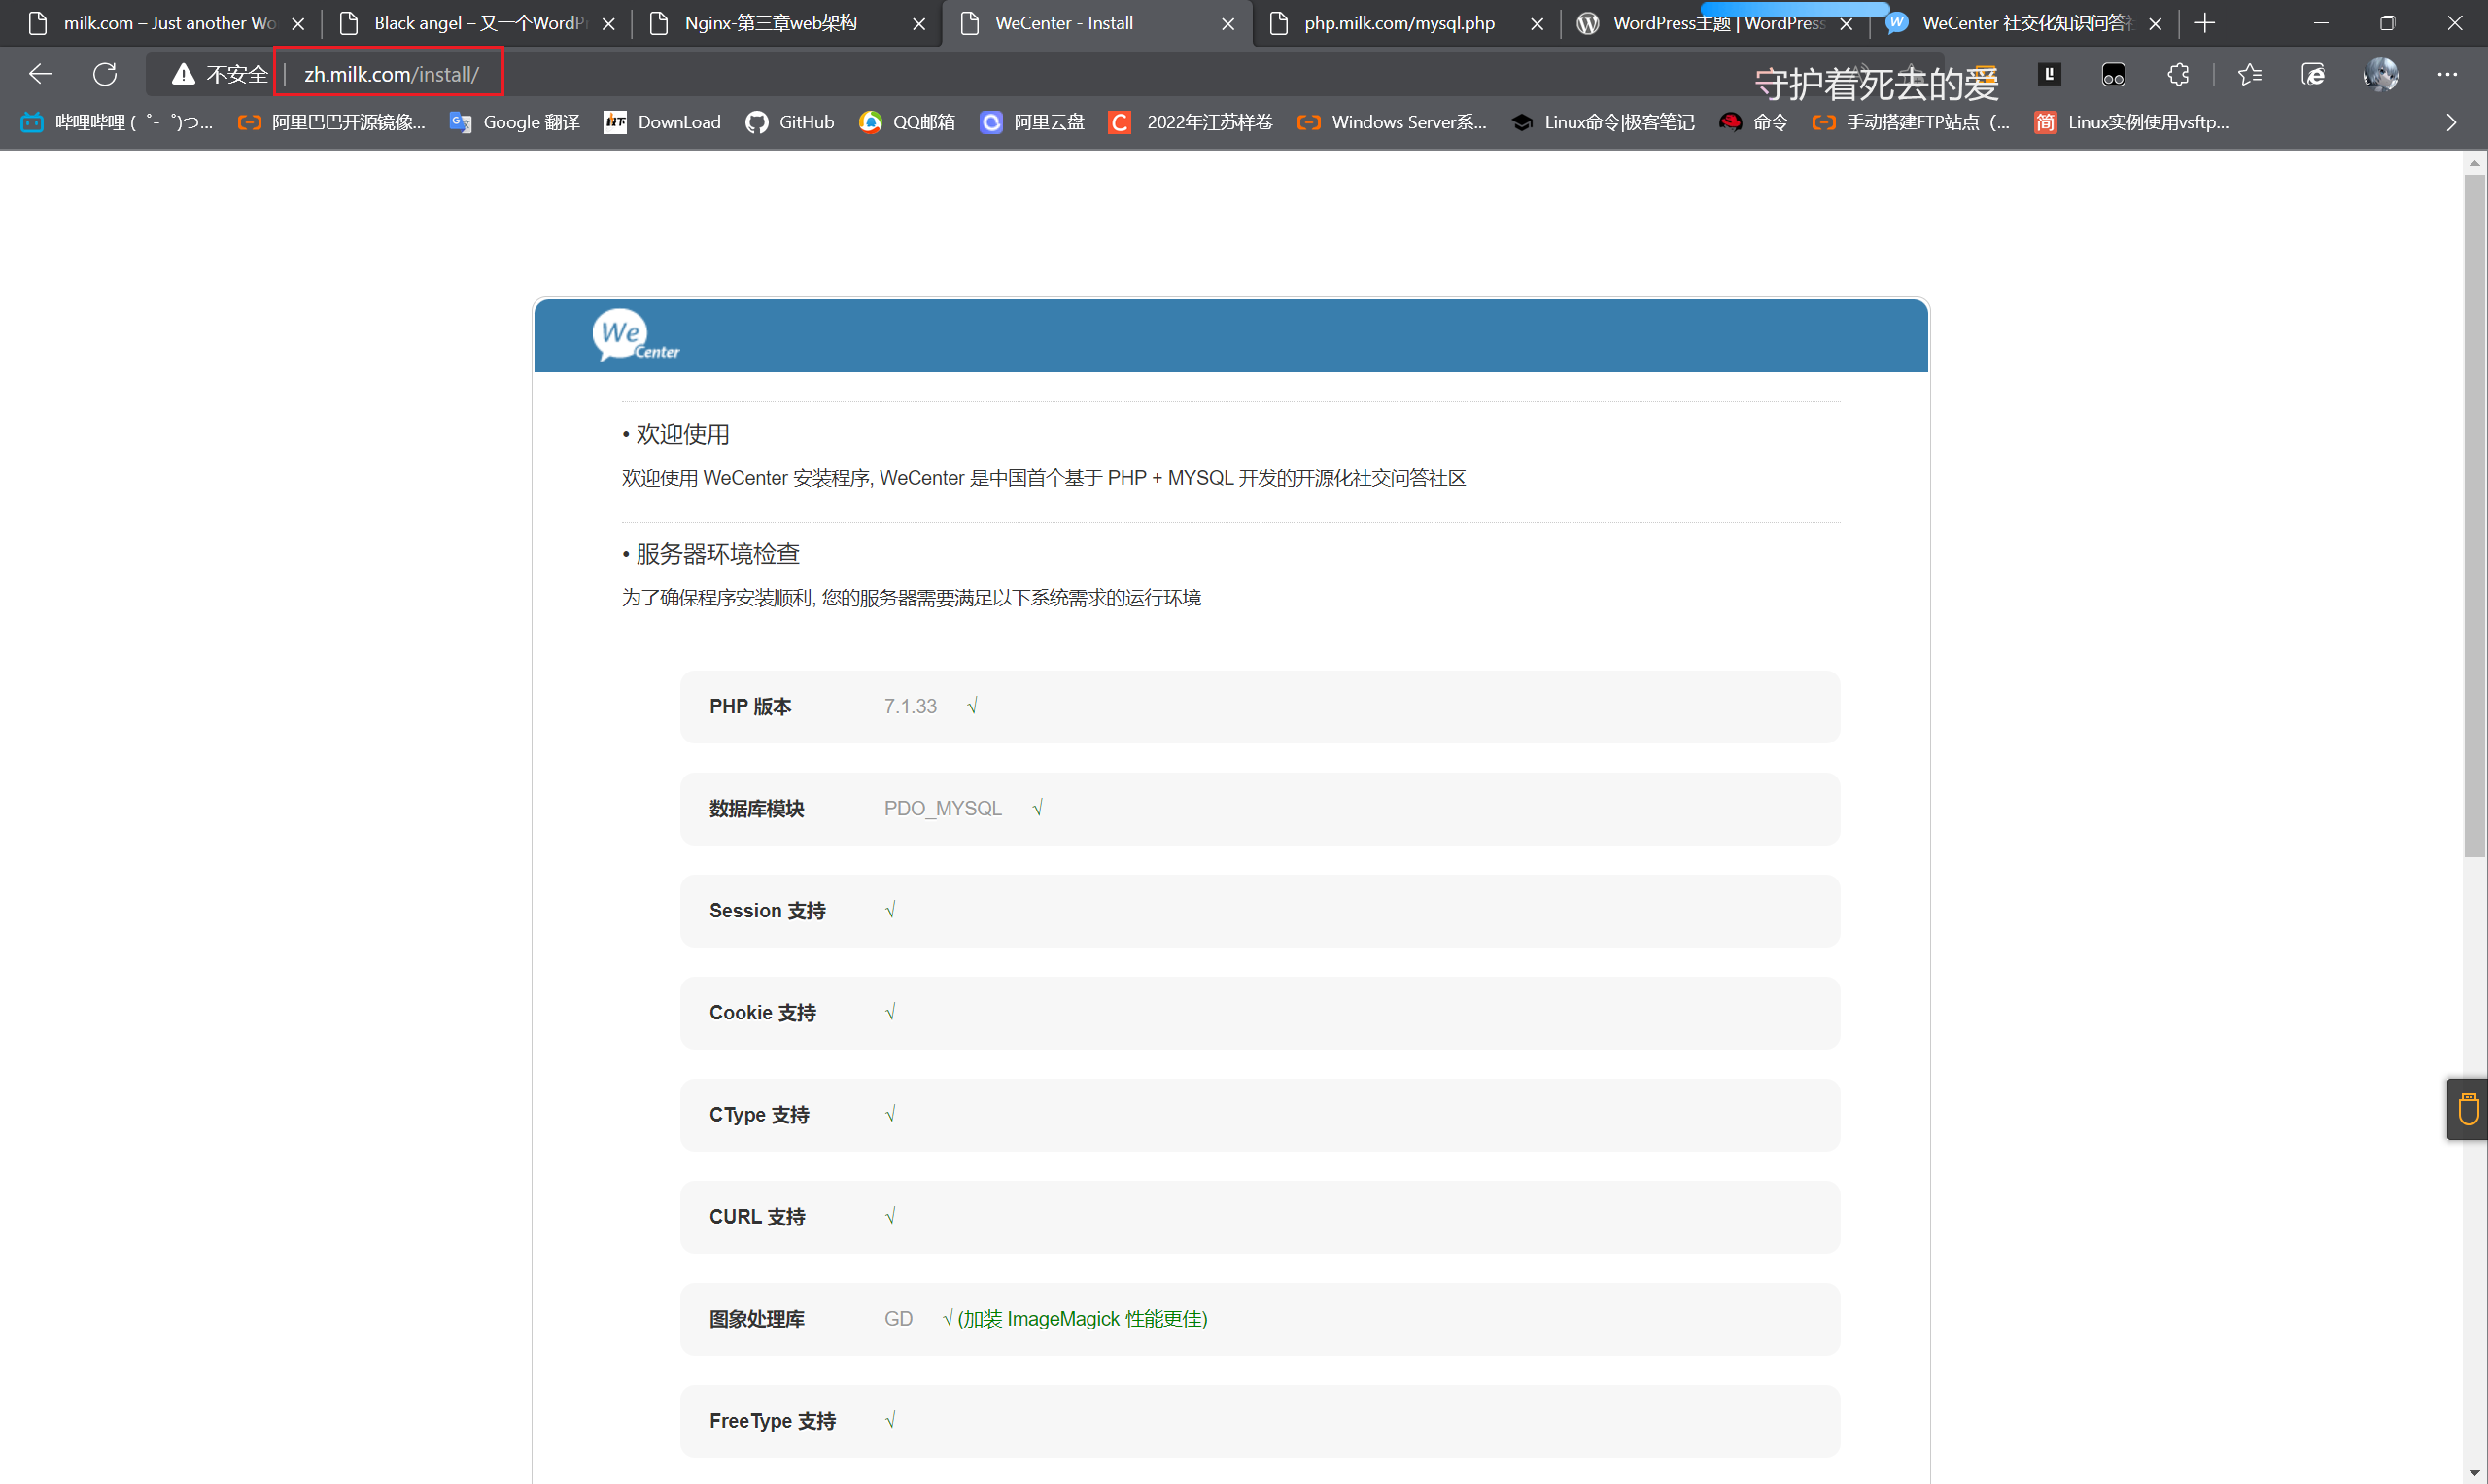 milk.com – Just another Wo
Black angel – 又一个WordPr
Nginx-第三章web架构
WeCenter - Install
php.milk.com/mysql.php
WordPress主题 | WordPress
WeCenter 社交化知识问答社
不安全
zh.milk.com/install/
守护着死去的爱
哔哩哔哩 ( ゜- ゜)つ...
阿里巴巴开源镜像...
Google 翻译
DownLoad
GitHub
QQ邮箱
阿里云盘
2022年江苏样卷
Windows Server系...
Linux命令|极客笔记
命令
手动搭建FTP站点（...
简
Linux实例使用vsftp...
We Center
• 欢迎使用
欢迎使用 WeCenter 安装程序, WeCenter 是中国首个基于 PHP + MYSQL 开发的开源化社交问答社区
• 服务器环境检查
为了确保程序安装顺利, 您的服务器需要满足以下系统需求的运行环境
PHP 版本 7.1.33 √
数据库模块 PDO_MYSQL √
Session 支持 √
Cookie 支持 √
CType 支持 √
CURL 支持 √
图象处理库 GD √ (加装 ImageMagick 性能更佳)
FreeType 支持 √